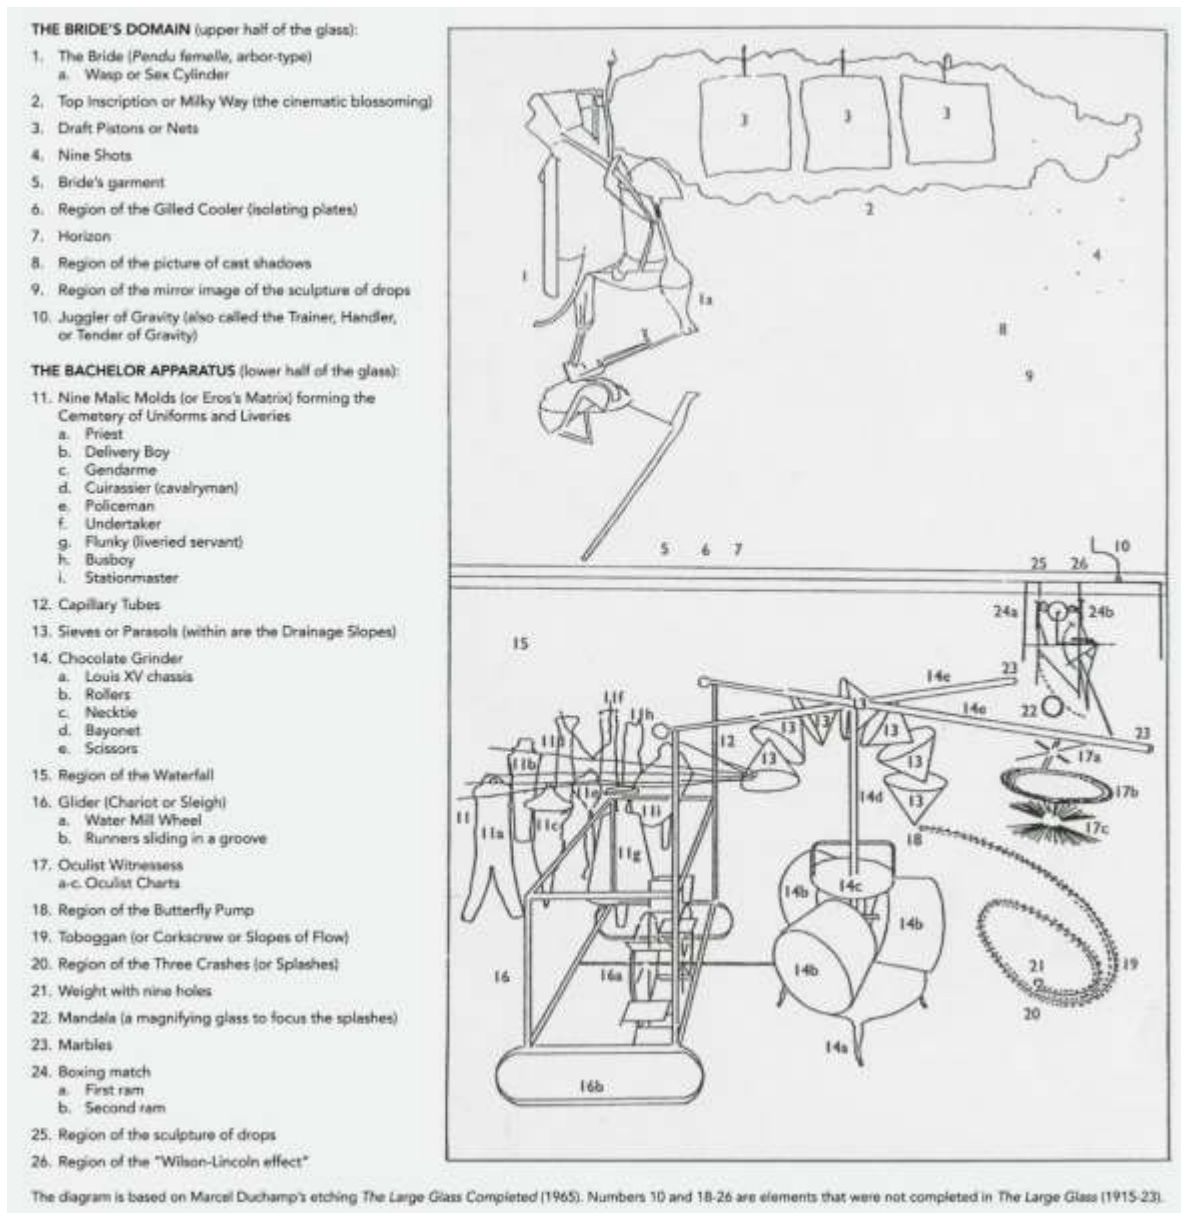 THE BRIDE'S DOMAIN (upper half of the glass):
1. The Bride (Pendu femelle, arbor-type)
a. Wasp or Sex Cylinder
2. Top Inscription or Milky Way (the cinematic blossoming)
3. Draft Pistons or Nets
4. Nine Shots
5. Bride's garment
6. Region of the Gilled Cooler (isolating plates)
7. Horizon
8. Region of the picture of cast shadows
9. Region of the mirror image of the sculpture of drops
10. Juggler of Gravity (also called the Trainer, Handler,
or Tender of Gravity)
THE BACHELOR APPARATUS (lower half of the glass):
11. Nine Malic Molds (or Eros's Matrix) forming the
Cemetery of Uniforms and Liveries
a. Priest
b. Delivery Boy
c. Gendarme
d. Cuirassier (cavalryman)
e. Policeman
f. Undertaker
g. Flunky (liveried servant)
h. Busboy
i. Stationmaster
12. Capillary Tubes
13. Sieves or Parasols (within are the Drainage Slopes)
14. Chocolate Grinder
a. Louis XV chassis
b. Rollers
c. Necktie
d. Bayonet
e. Scissors
15. Region of the Waterfall
16. Glider (Chariot or Sleigh)
a. Water Mill Wheel
b. Runners sliding in a groove
17. Oculist Witnessess
a-c. Oculist Charts
18. Region of the Butterfly Pump
19. Toboggan (or Corkscrew or Slopes of Flow)
20. Region of the Three Crashes (or Splashes)
21. Weight with nine holes
22. Mandala (a magnifying glass to focus the splashes)
23. Marbles
24. Boxing match
a. First ram
b. Second ram
25. Region of the sculpture of drops
26. Region of the "Wilson-Lincoln effect"
3 3 3
2
4
1 1a
8
9
5 6 7
10
25 26
24a 24b
15
14e 23
11f
11h 14e 22
13 13 13 23
11d 12
11b 13 13 17a
11e 14d 13 17b
11 11a 11c 11i 17c
18
11g
14b 14c
14b
16 16a 14b 21 19
20
14a
16b
The diagram is based on Marcel Duchamp's etching The Large Glass Completed (1965). Numbers 10 and 18-26 are elements that were not completed in The Large Glass (1915-23).